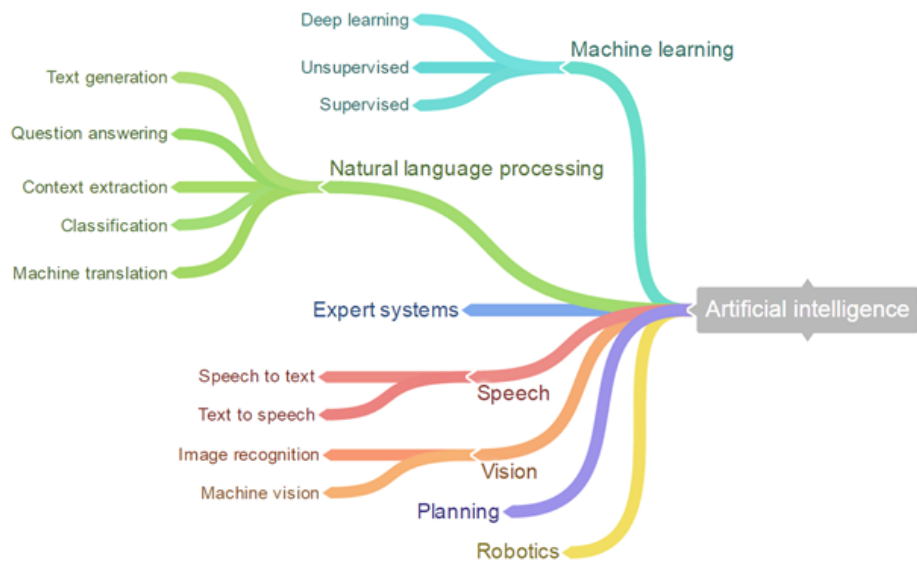 Deep learning
Unsupervised
Supervised
Machine learning
Text generation
Question answering
Context extraction
Classification
Machine translation
Natural language processing
Expert systems
Artificial intelligence
Speech to text
Text to speech
Speech
Image recognition
Machine vision
Vision
Planning
Robotics